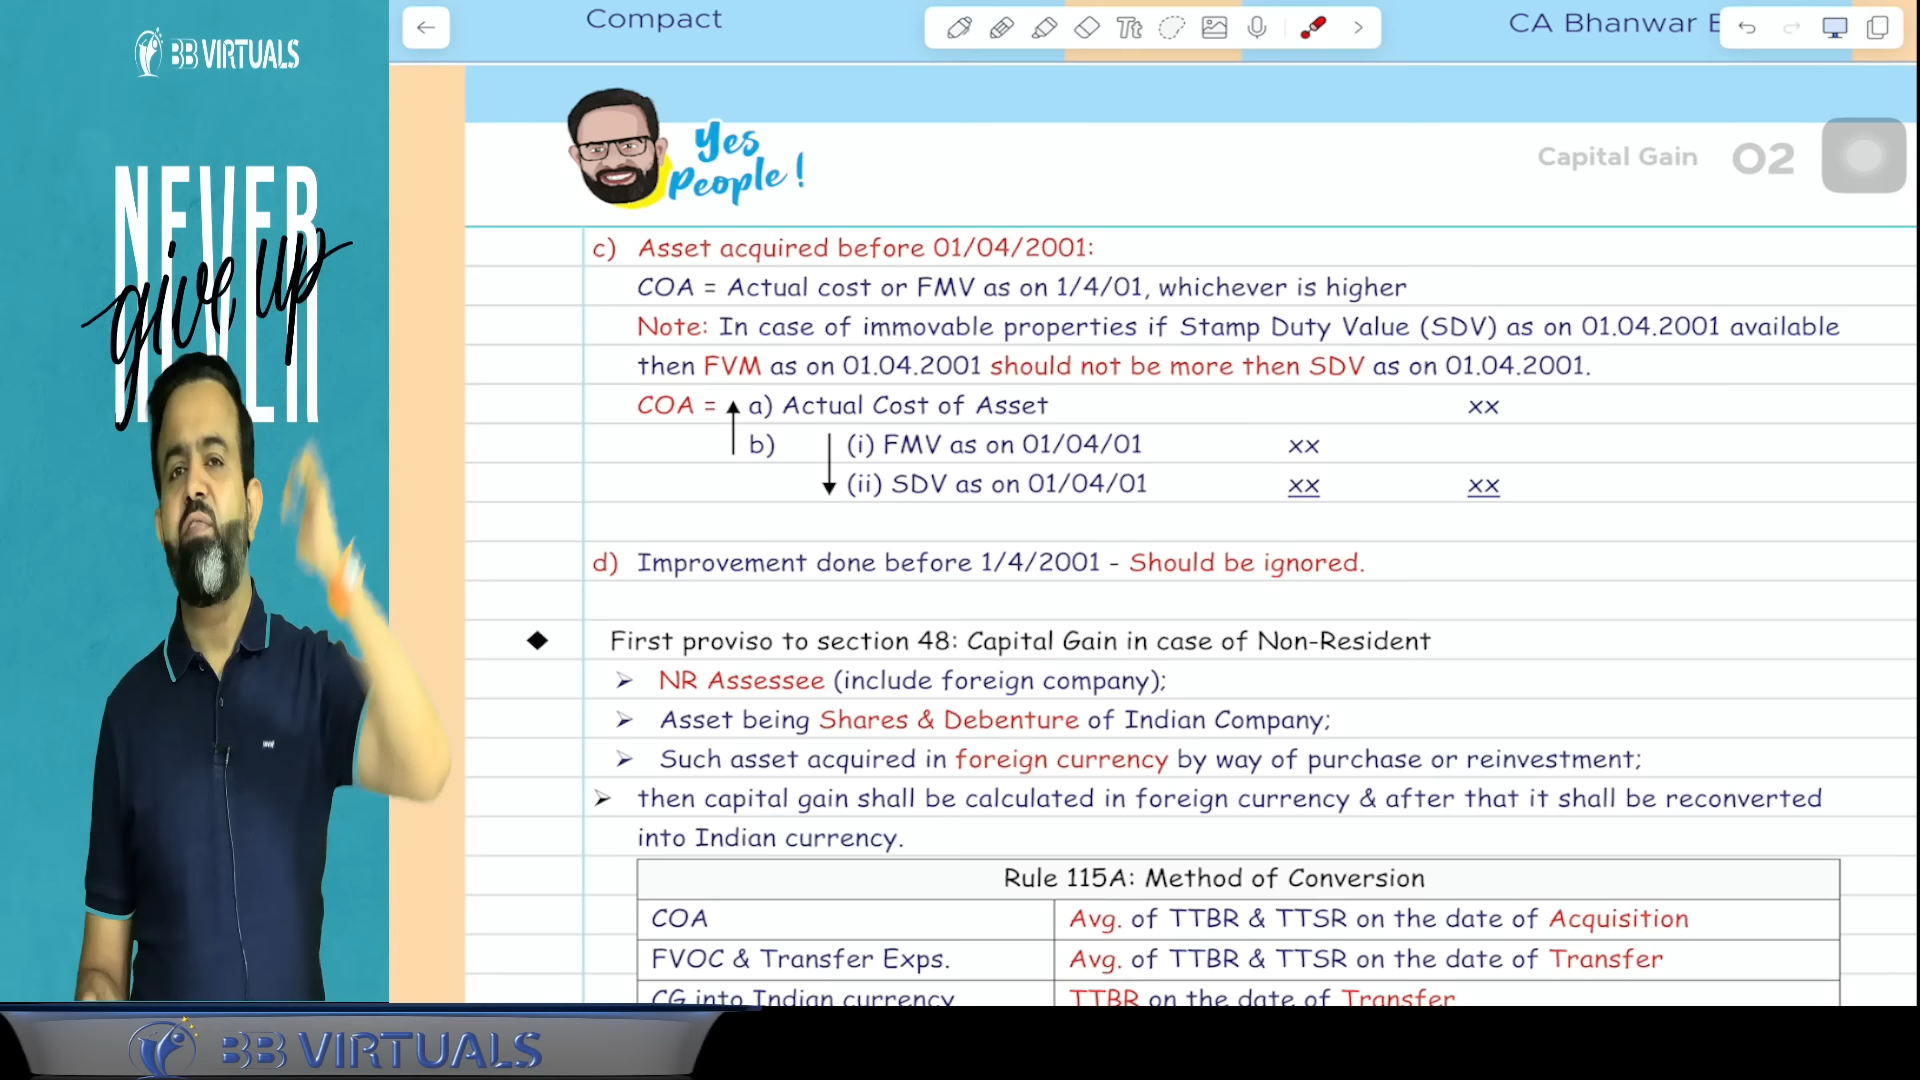 Compact
CA Bhanwar B
BB VIRTUALS
NEVER
give up
NEVER
Yes
People !
Capital Gain 02
c) Asset acquired before 01/04/2001:
COA = Actual cost or FMV as on 1/4/01, whichever is higher
Note: In case of immovable properties if Stamp Duty Value (SDV) as on 01.04.2001 available
then FVM as on 01.04.2001 should not be more then SDV as on 01.04.2001.
COA = a) Actual Cost of Asset xx
b) (i) FMV as on 01/04/01 xx
(ii) SDV as on 01/04/01 xx xx
d) Improvement done before 1/4/2001 - Should be ignored.
First proviso to section 48: Capital Gain in case of Non-Resident
NR Assessee (include foreign company);
Asset being Shares & Debenture of Indian Company;
Such asset acquired in foreign currency by way of purchase or reinvestment;
then capital gain shall be calculated in foreign currency & after that it shall be reconverted
into Indian currency.
Rule 115A: Method of Conversion
COA Avg. of TTBR & TTSR on the date of Acquisition
FVOC & Transfer Exps. Avg. of TTBR & TTSR on the date of Transfer
CG into Indian currency TTBR on the date of Transfer
BB VIRTUALS